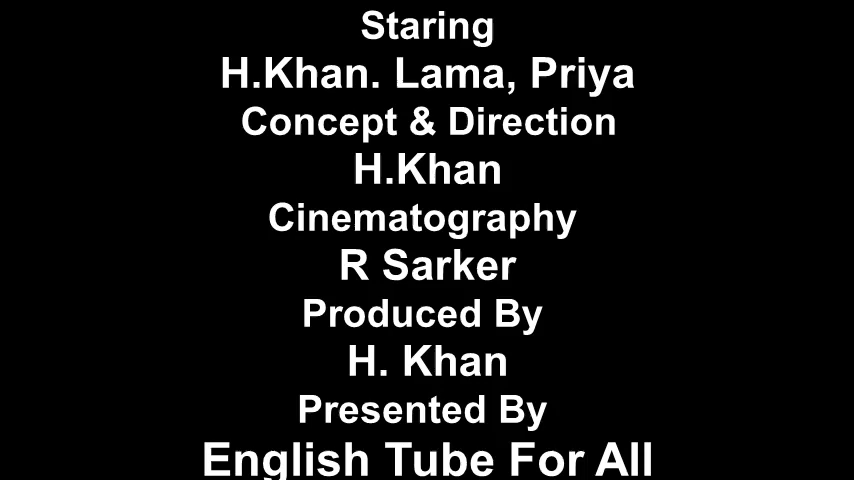 Staring
H.Khan. Lama, Priya
Concept & Direction
H.Khan
Cinematography
R Sarker
Produced By
H. Khan
Presented By
English Tube For All